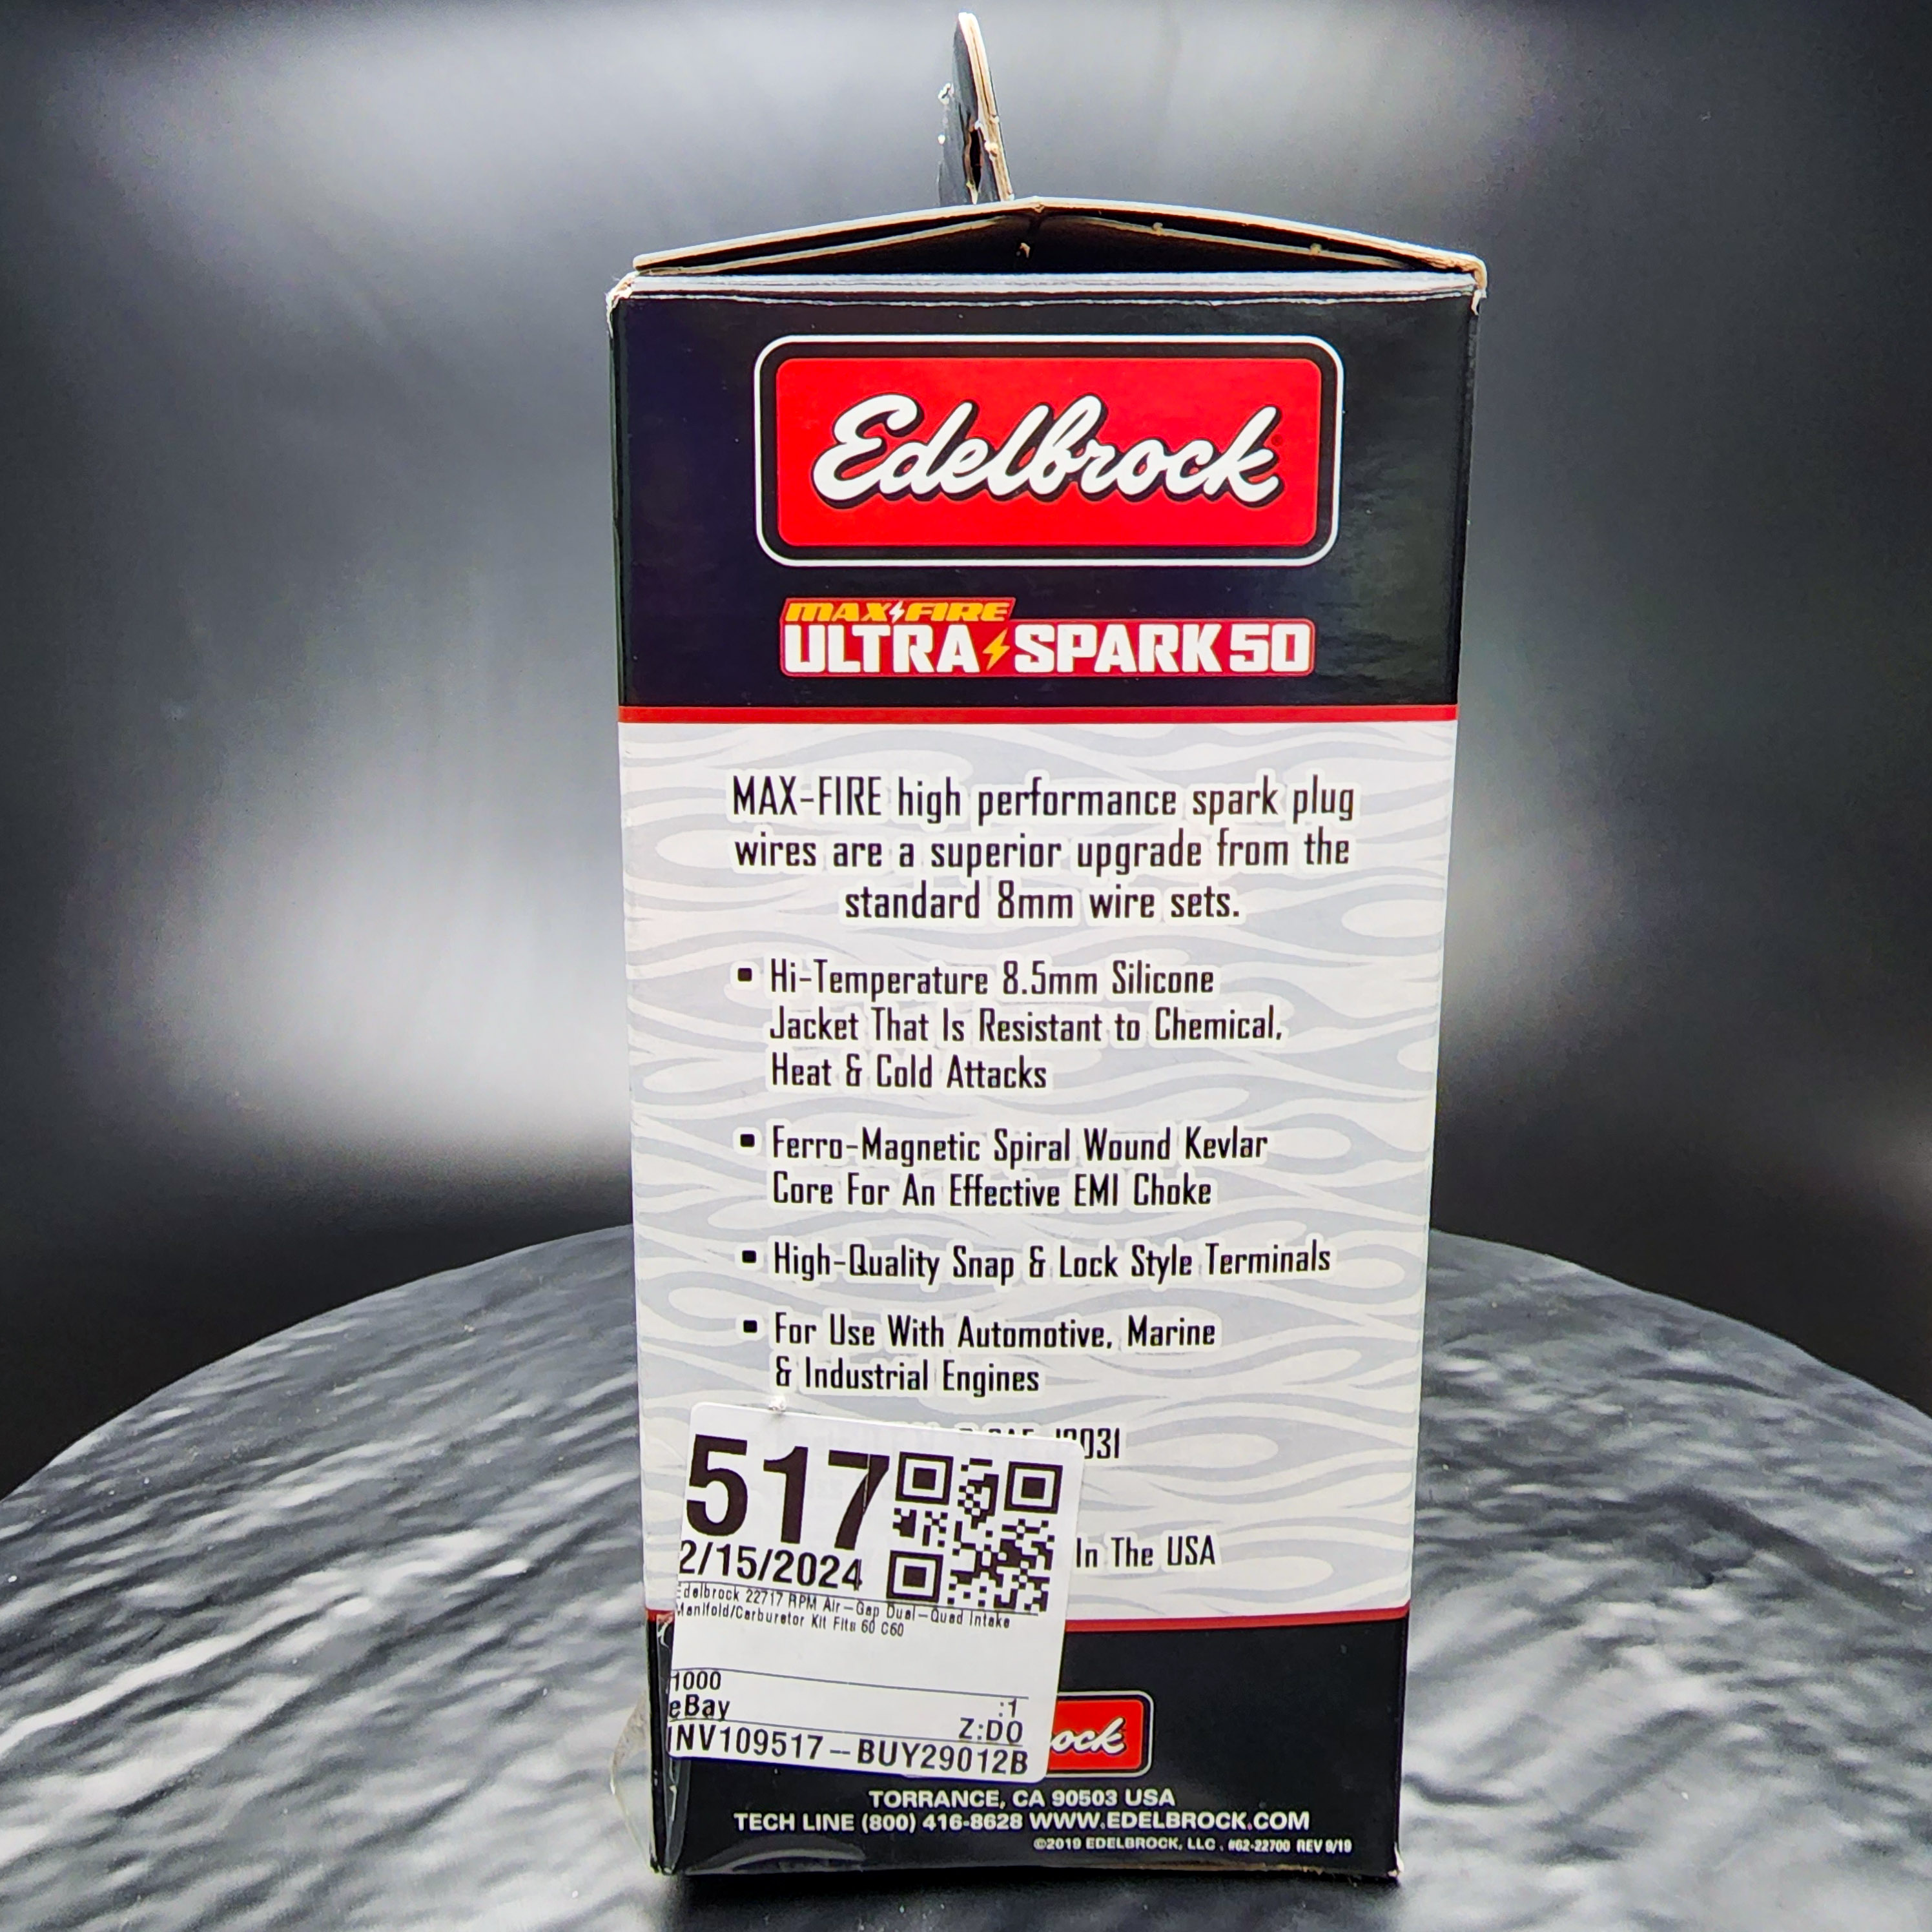 Edelbrock
MAX FIRE
ULTRA SPARK 50
MAX-FIRE high performance spark plug
wires are a superior upgrade from the
standard 8mm wire sets.
▪ Hi-Temperature 8.5mm Silicone
Jacket That Is Resistant to Chemical,
Heat & Cold Attacks
▪ Ferro-Magnetic Spiral Wound Kevlar
Core For An Effective EMI Choke
▪ High-Quality Snap & Lock Style Terminals
▪ For Use With Automotive, Marine
& Industrial Engines
SAE J2031
In The USA
517
2/15/2024
Edelbrock 22717 RPM Air-Gap Dual-Quad Intake
Manifold/Carburetor Kit Fits 60 C60
1000
:1
eBay
Z:D0
INV109517--BUY29012B
ock
TORRANCE, CA 90503 USA
TECH LINE (800) 416-8628 WWW.EDELBROCK.COM
©2019 EDELBROCK, LLC . #62-22700 REV 9/19